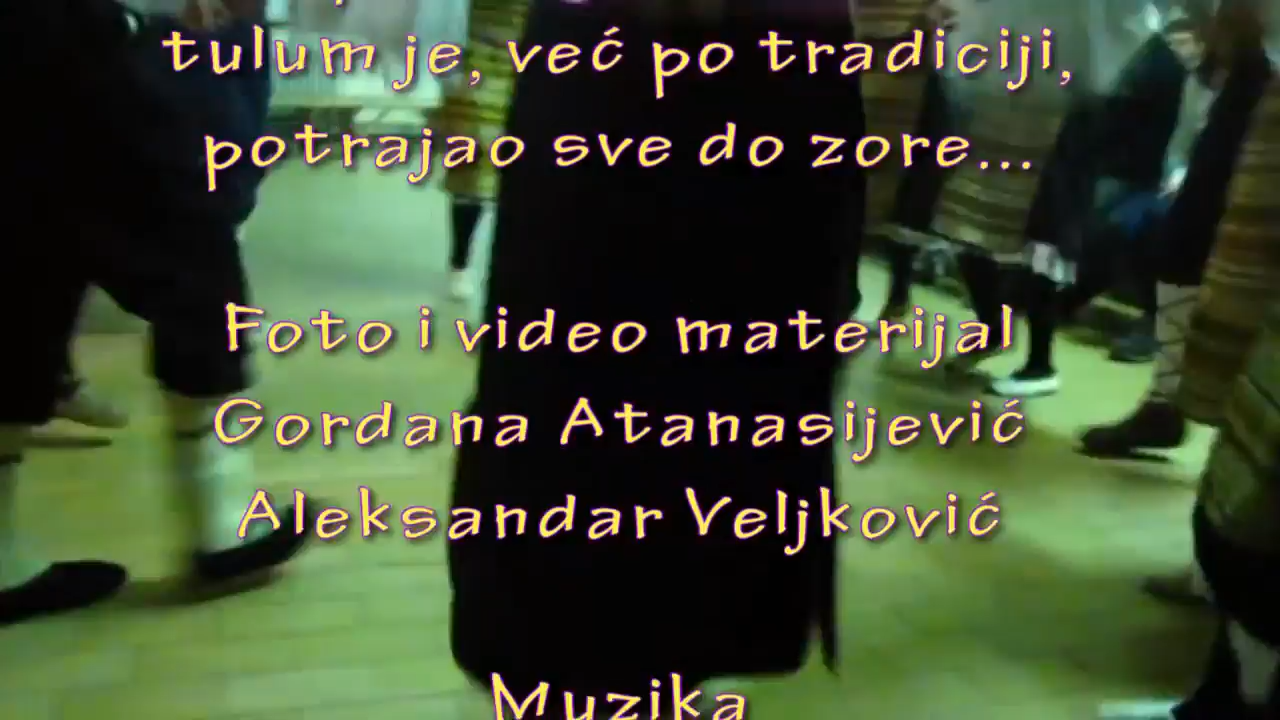 tulum je, već po tradiciji,
potrajao sve do zore...
Foto i video materijal
Gordana Atanasijević
Aleksandar Veljković
Muzika